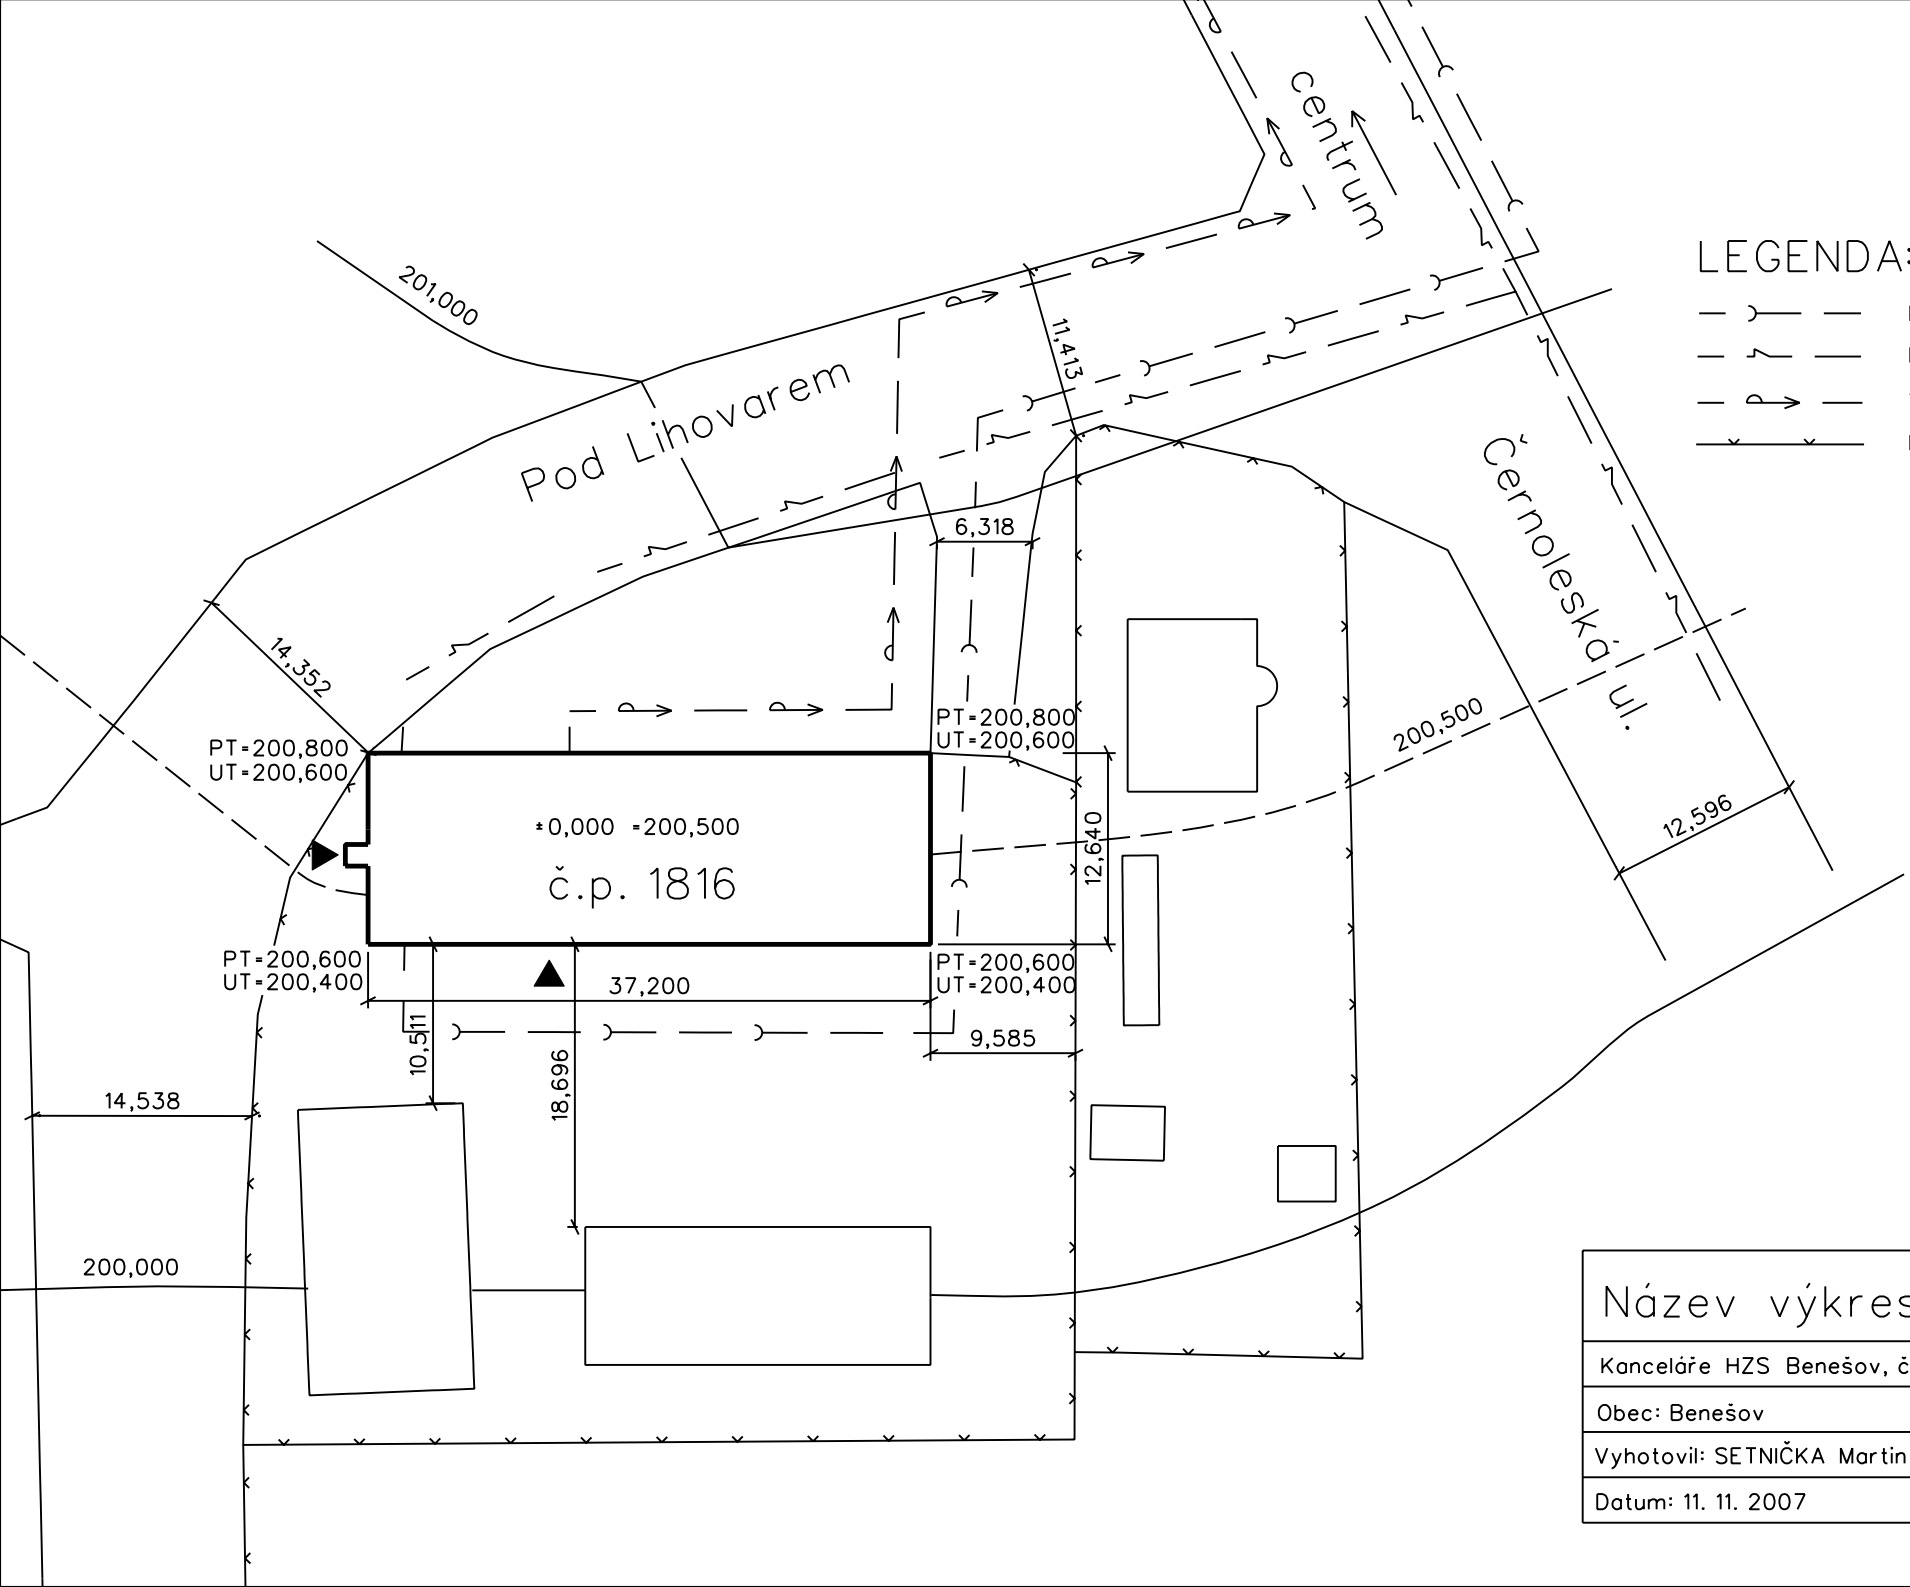 centrum
LEGENDA:
201,000
11,413
Pod Lihovarem
Černoleská ul.
6,318
14,352
PT=200,800
UT=200,600
PT=200,800
UT=200,600
200,500
±0,000 =200,500
č.p. 1816
12,640
12,596
PT=200,600
UT=200,400
PT=200,600
UT=200,400
37,200
10,511
18,696
9,585
14,538
200,000
Název výkres
Kanceláře HZS Benešov, č
Obec: Benešov
Vyhotovil: SETNIČKA Martin
Datum: 11. 11. 2007